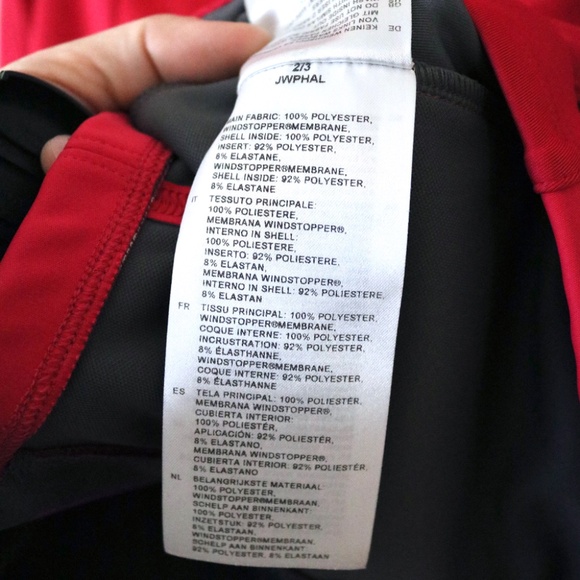 2/3
JWPHAL
MAIN FABRIC: 100% POLYESTER,
WINDSTOPPER®MEMBRANE,
SHELL INSIDE: 100% POLYESTER,
INSERT: 92% POLYESTER,
8% ELASTANE,
WINDSTOPPER®MEMBRANE,
SHELL INSIDE: 92% POLYESTER,
8% ELASTANE
IT TESSUTO PRINCIPALE:
100% POLIESTERE,
MEMBRANA WINDSTOPPER®,
INTERNO IN SHELL:
100% POLIESTERE,
INSERTO: 92% POLIESTERE,
8% ELASTAN,
MEMBRANA WINDSTOPPER®,
INTERNO IN SHELL: 92% POLIESTERE,
8% ELASTAN
FR TISSU PRINCIPAL: 100% POLYESTER,
WINDSTOPPER®MEMBRANE,
COQUE INTERNE: 100% POLYESTER,
INCRUSTRATION: 92% POLYESTER,
8% ÉLASTHANNE,
WINDSTOPPER®MEMBRANE,
COQUE INTERNE: 92% POLYESTER,
8% ÉLASTHANNE
ES TELA PRINCIPAL: 100% POLIESTÉR,
MEMBRANA WINDSTOPPER®,
CUBIERTA INTERIOR:
100% POLIESTÉR,
APLICACIÓN: 92% POLIESTÉR,
8% ELASTANO,
MEMBRANA WINDSTOPPER®,
CUBIERTA INTERIOR: 92% POLIESTÉR,
8% ELASTANO
NL BELANGRIJKSTE MATERIAAL:
100% POLYESTER,
WINDSTOPPER®MEMBRAAN,
SCHELP AAN BINNENKANT:
100% POLYESTER,
INZETSTUK: 92% POLYESTER,
8% ELASTAAN,
WINDSTOPPER®MEMBRAAN,
SCHELP AAN BINNENKANT:
92% POLYESTER, 8% ELASTAAN